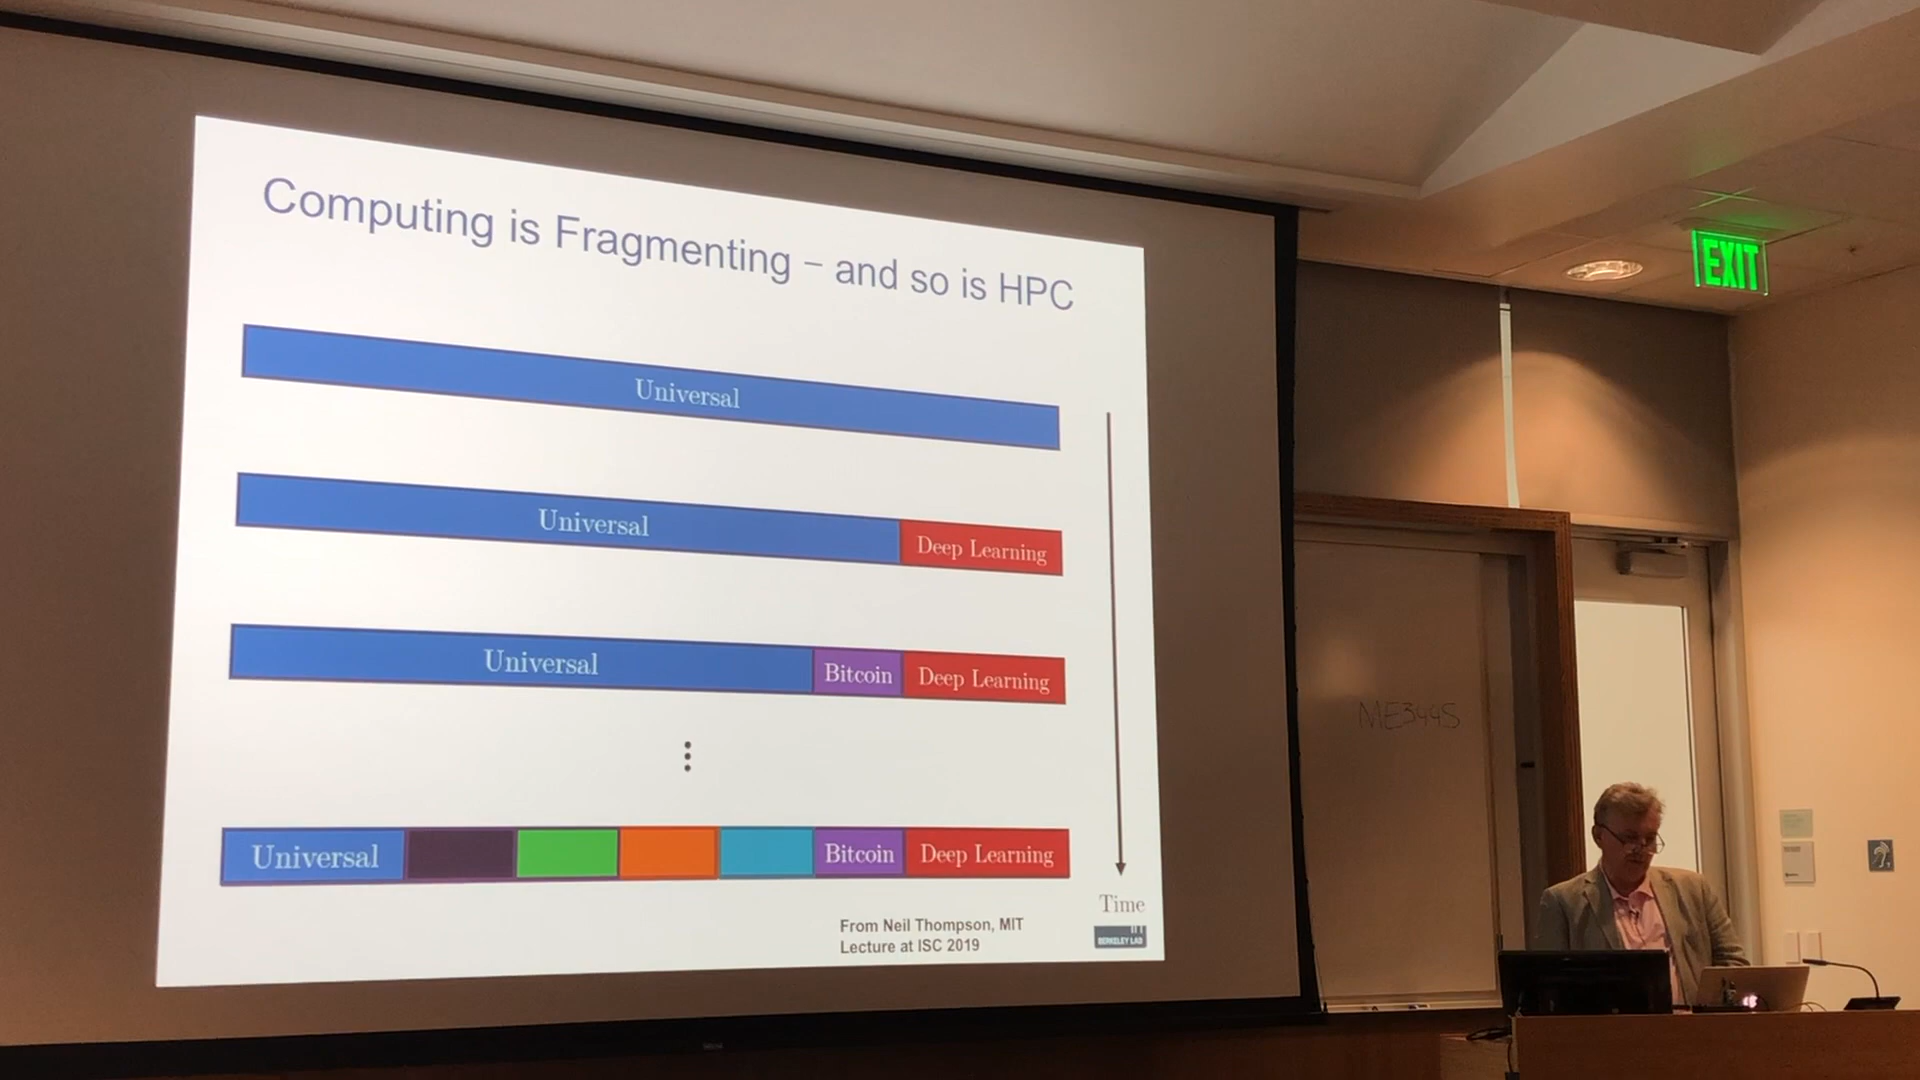 Computing is Fragmenting – and so is HPC
Universal
Universal Deep Learning
Universal Bitcoin Deep Learning
Universal Bitcoin Deep Learning
Time
From Neil Thompson, MIT
Lecture at ISC 2019
BERKELEY LAB
EXIT
ME344S